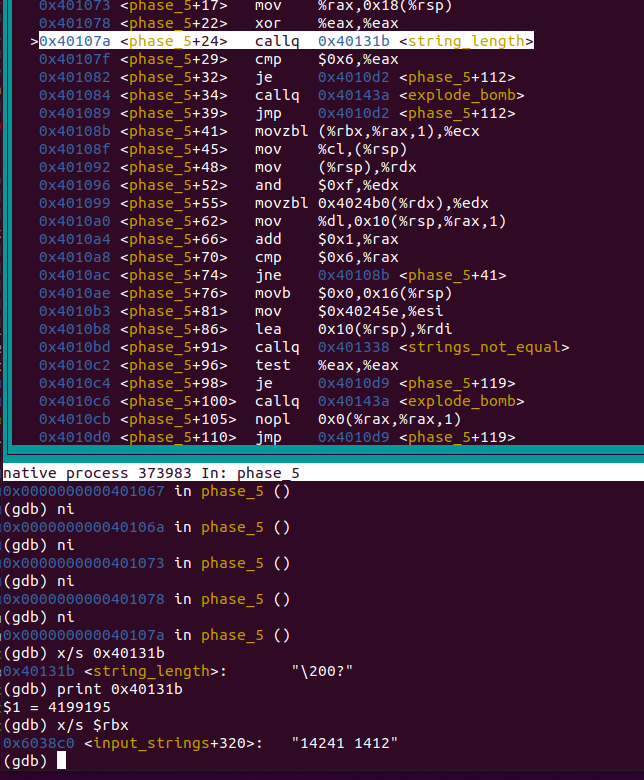 0x401073 <phase_5+17> mov %rax,0x18(%rsp)
0x401078 <phase_5+22> xor %eax,%eax
>0x40107a <phase_5+24> callq 0x40131b <string_length>
0x40107f <phase_5+29> cmp $0x6,%eax
0x401082 <phase_5+32> je 0x4010d2 <phase_5+112>
0x401084 <phase_5+34> callq 0x40143a <explode_bomb>
0x401089 <phase_5+39> jmp 0x4010d2 <phase_5+112>
0x40108b <phase_5+41> movzbl (%rbx,%rax,1),%ecx
0x40108f <phase_5+45> mov %cl,(%rsp)
0x401092 <phase_5+48> mov (%rsp),%rdx
0x401096 <phase_5+52> and $0xf,%edx
0x401099 <phase_5+55> movzbl 0x4024b0(%rdx),%edx
0x4010a0 <phase_5+62> mov %dl,0x10(%rsp,%rax,1)
0x4010a4 <phase_5+66> add $0x1,%rax
0x4010a8 <phase_5+70> cmp $0x6,%rax
0x4010ac <phase_5+74> jne 0x40108b <phase_5+41>
0x4010ae <phase_5+76> movb $0x0,0x16(%rsp)
0x4010b3 <phase_5+81> mov $0x40245e,%esi
0x4010b8 <phase_5+86> lea 0x10(%rsp),%rdi
0x4010bd <phase_5+91> callq 0x401338 <strings_not_equal>
0x4010c2 <phase_5+96> test %eax,%eax
0x4010c4 <phase_5+98> je 0x4010d9 <phase_5+119>
0x4010c6 <phase_5+100> callq 0x40143a <explode_bomb>
0x4010cb <phase_5+105> nopl 0x0(%rax,%rax,1)
0x4010d0 <phase_5+110> jmp 0x4010d9 <phase_5+119>
native process 373983 In: phase_5
0x0000000000401067 in phase_5 ()
(gdb) ni
0x000000000040106a in phase_5 ()
(gdb) ni
0x0000000000401073 in phase_5 ()
(gdb) ni
0x0000000000401078 in phase_5 ()
(gdb) ni
0x000000000040107a in phase_5 ()
(gdb) x/s 0x40131b
0x40131b <string_length>: "\200?"
(gdb) print 0x40131b
$1 = 4199195
(gdb) x/s $rbx
0x6038c0 <input_strings+320>: "14241 1412"
(gdb)